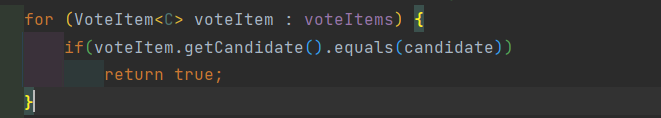 for (VoteItem<C> voteItem : voteItems) {
    if(voteItem.getCandidate().equals(candidate))
        return true;
}